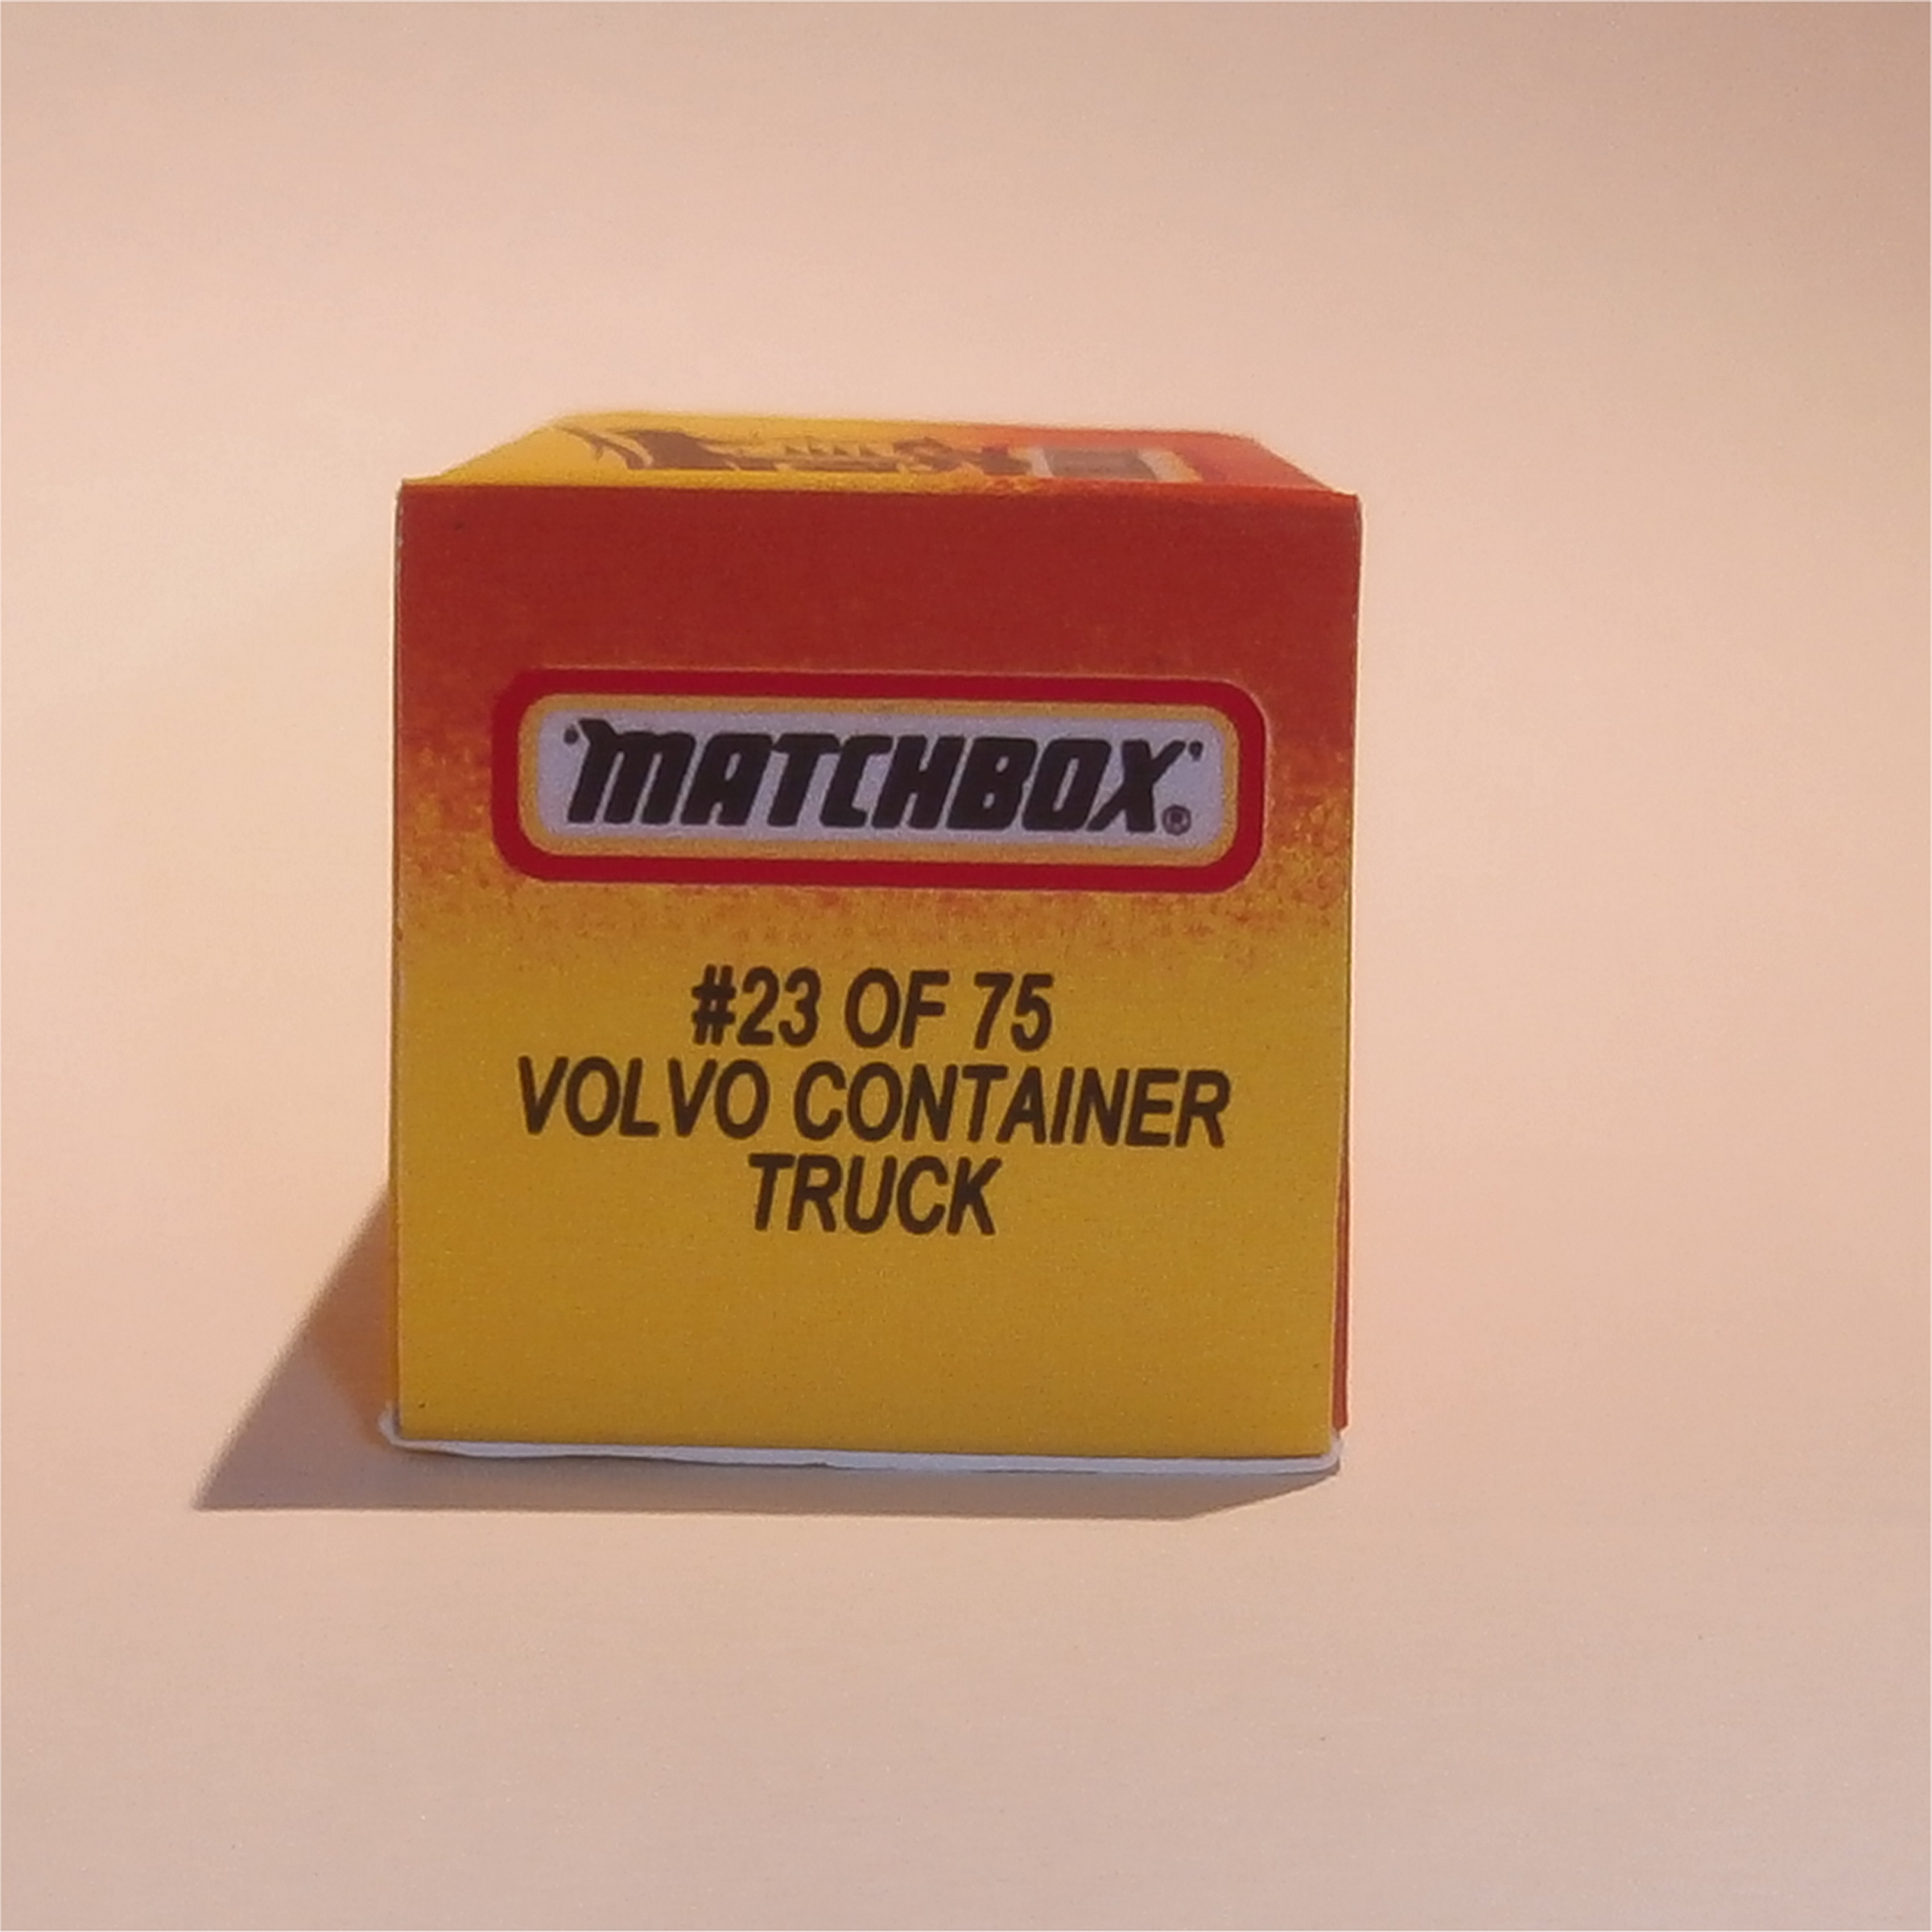 "MATCHBOX"®
#23 OF 75
VOLVO CONTAINER
TRUCK